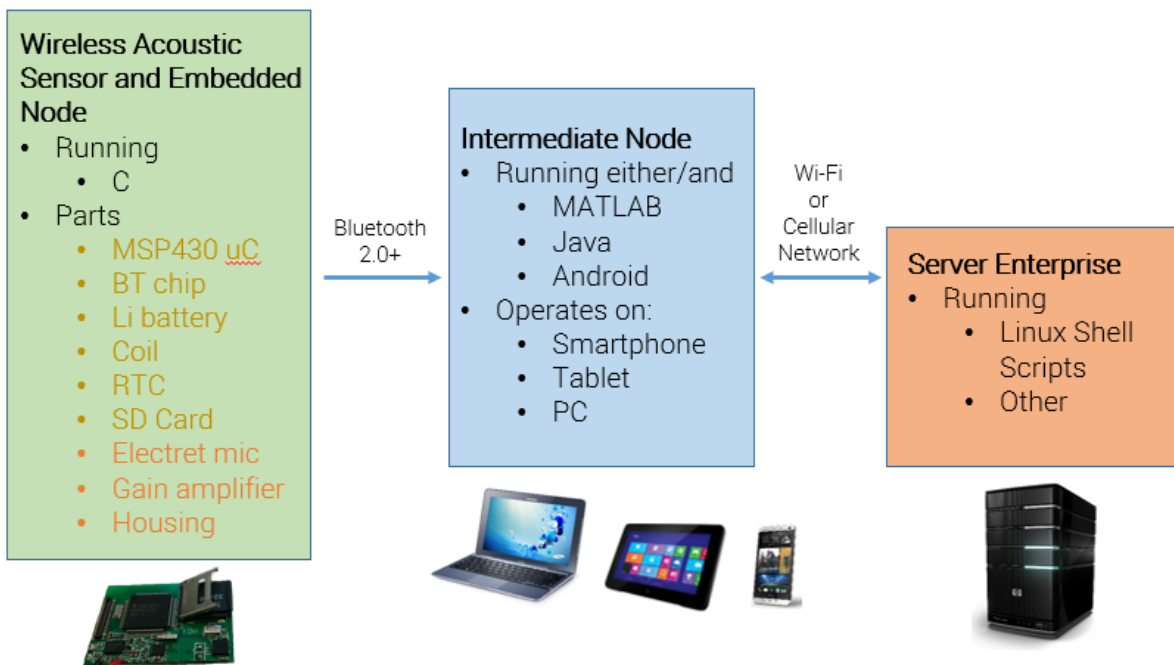 Wireless Acoustic
Sensor and Embedded
Node
• Running
• C
• Parts
• MSP430 uC
• BT chip
• Li battery
• Coil
• RTC
• SD Card
• Electret mic
• Gain amplifier
• Housing
Bluetooth
2.0+
Intermediate Node
• Running either/and
• MATLAB
• Java
• Android
• Operates on:
• Smartphone
• Tablet
• PC
Wi-Fi
or
Cellular
Network
Server Enterprise
• Running
• Linux Shell
Scripts
• Other